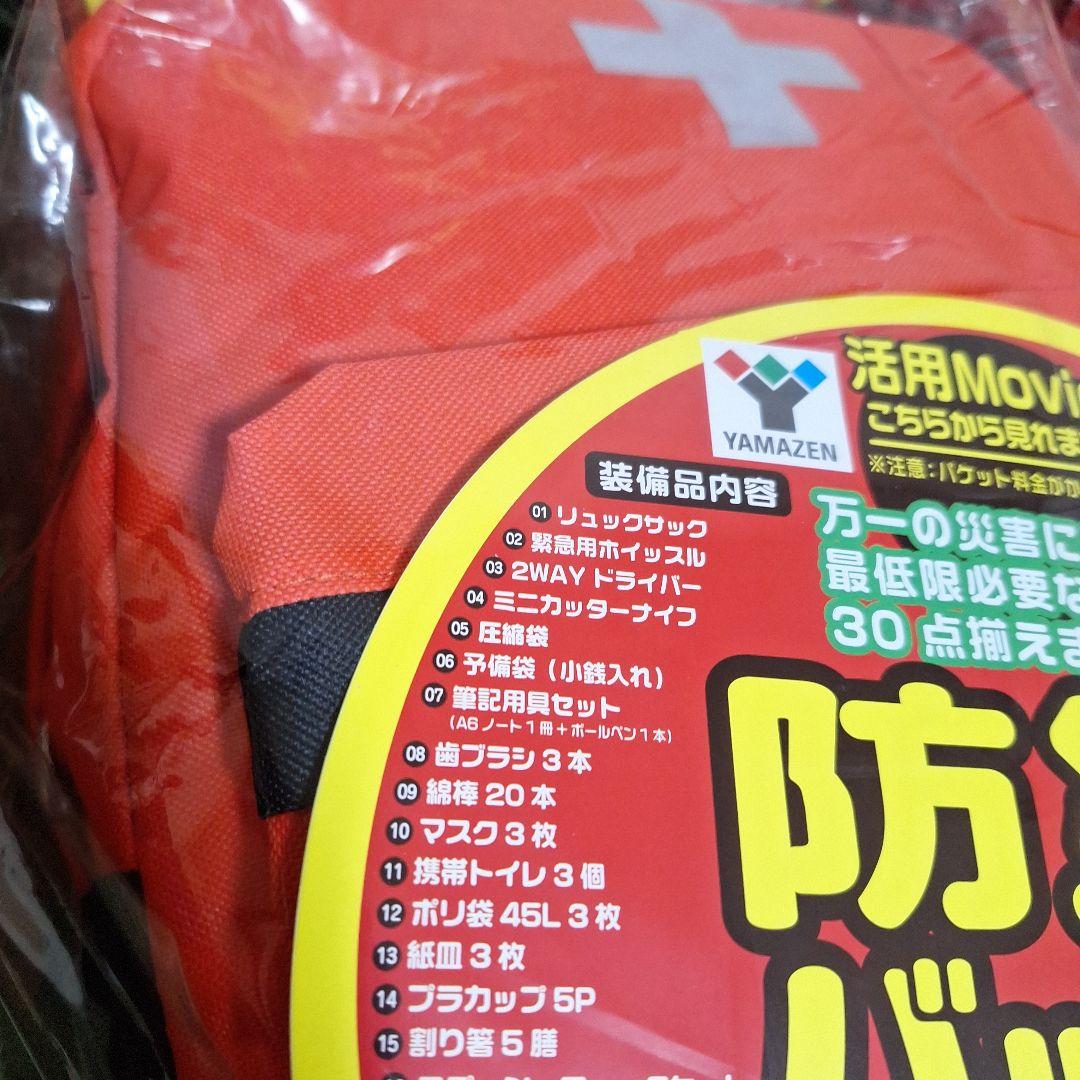 YAMAZEN
活用Movi
こちらから見れま
※注意：パケット料金がか
装備品内容
01 リュックサック
02 緊急用ホイッスル
03 2WAY ドライバー
04 ミニカッターナイフ
05 圧縮袋
06 予備袋（小銭入れ）
07 筆記用具セット
（A6ノート1冊＋ボールペン1本）
08 歯ブラシ3本
09 綿棒20本
10 マスク3枚
11 携帯トイレ3個
12 ポリ袋45L 3枚
13 紙皿3枚
14 プラカップ5P
15 割り箸5膳
万一の災害に
最低限必要な
30点揃えま
防
バッ